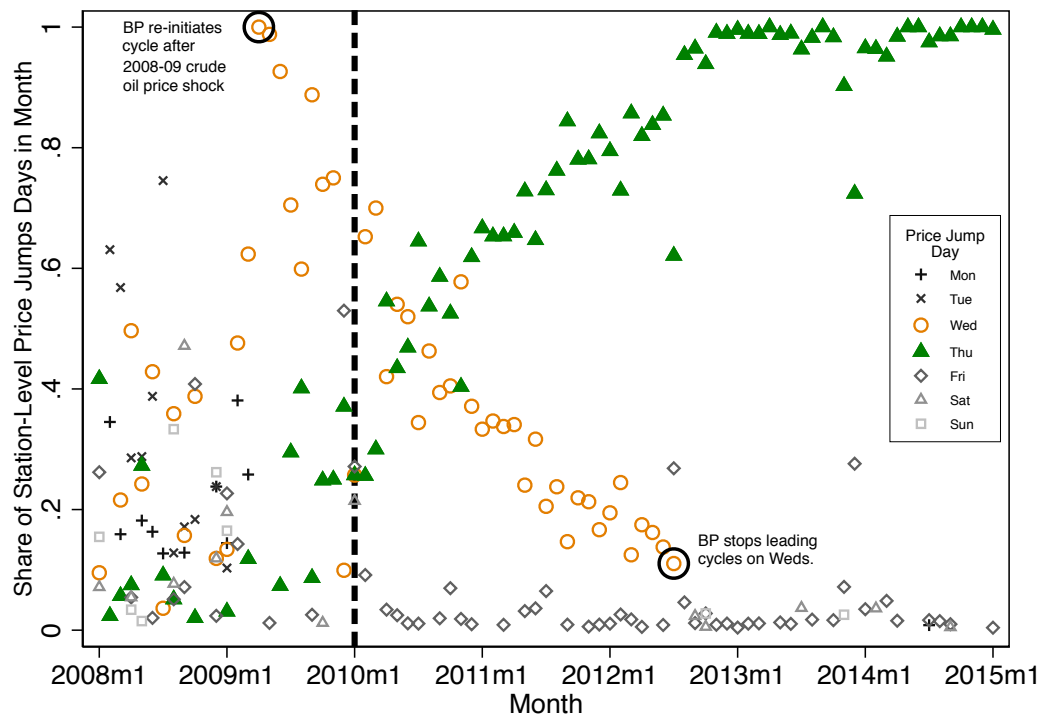 BP re-initiates
cycle after
2008-09 crude
oil price shock
Share of Station-Level Price Jumps Days in Month
1
.8
.6
.4
.2
0
Price Jump
Day
Mon
Tue
Wed
Thu
Fri
Sat
Sun
BP stops leading
cycles on Weds.
2008m1
2009m1
2010m1
2011m1
2012m1
2013m1
2014m1
2015m1
Month